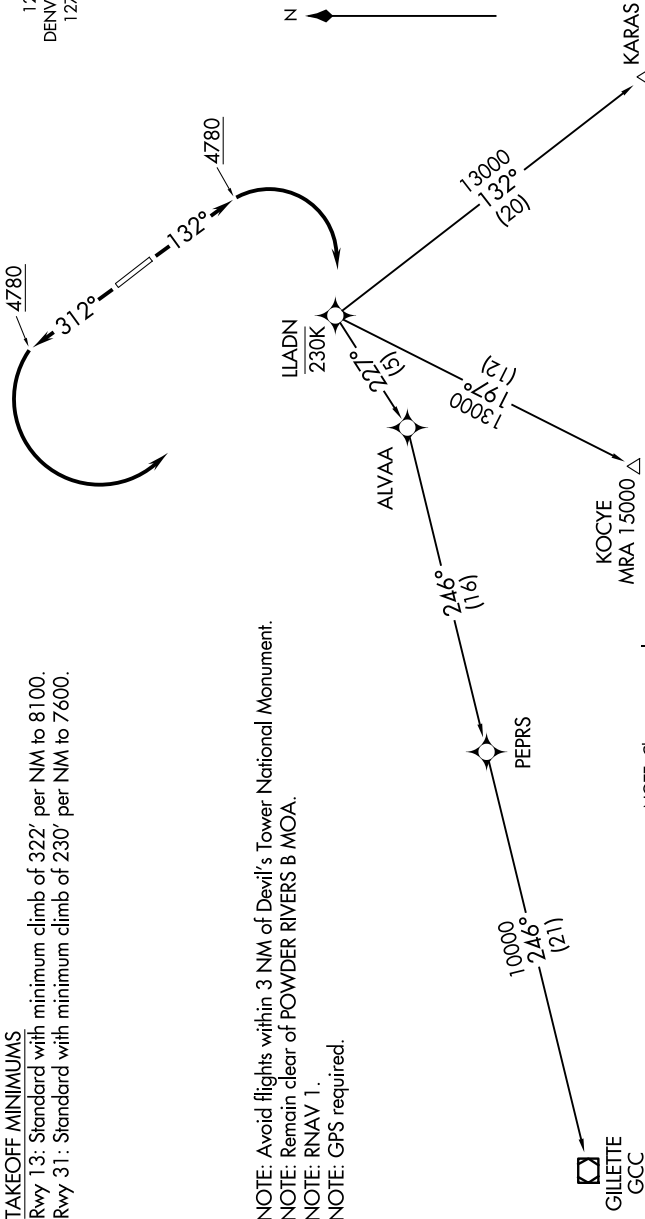 TAKEOFF MINIMUMS
Rwy 13: Standard with minimum climb of 322' per NM to 8100.
Rwy 31: Standard with minimum climb of 230' per NM to 7600.
DENV
127
N
4780
312°
132°
4780
LLADN
230K
13000
132°
(20)
KARAS
227°
(5)
13000
197°
(12)
ALVAA
KOCYE
MRA 15000
246°
(16)
PEPRS
10000
246°
(21)
GILLETTE
GCC
NOTE: Avoid flights within 3 NM of Devil's Tower National Monument.
NOTE: Remain clear of POWDER RIVERS B MOA.
NOTE: RNAV 1.
NOTE: GPS required.